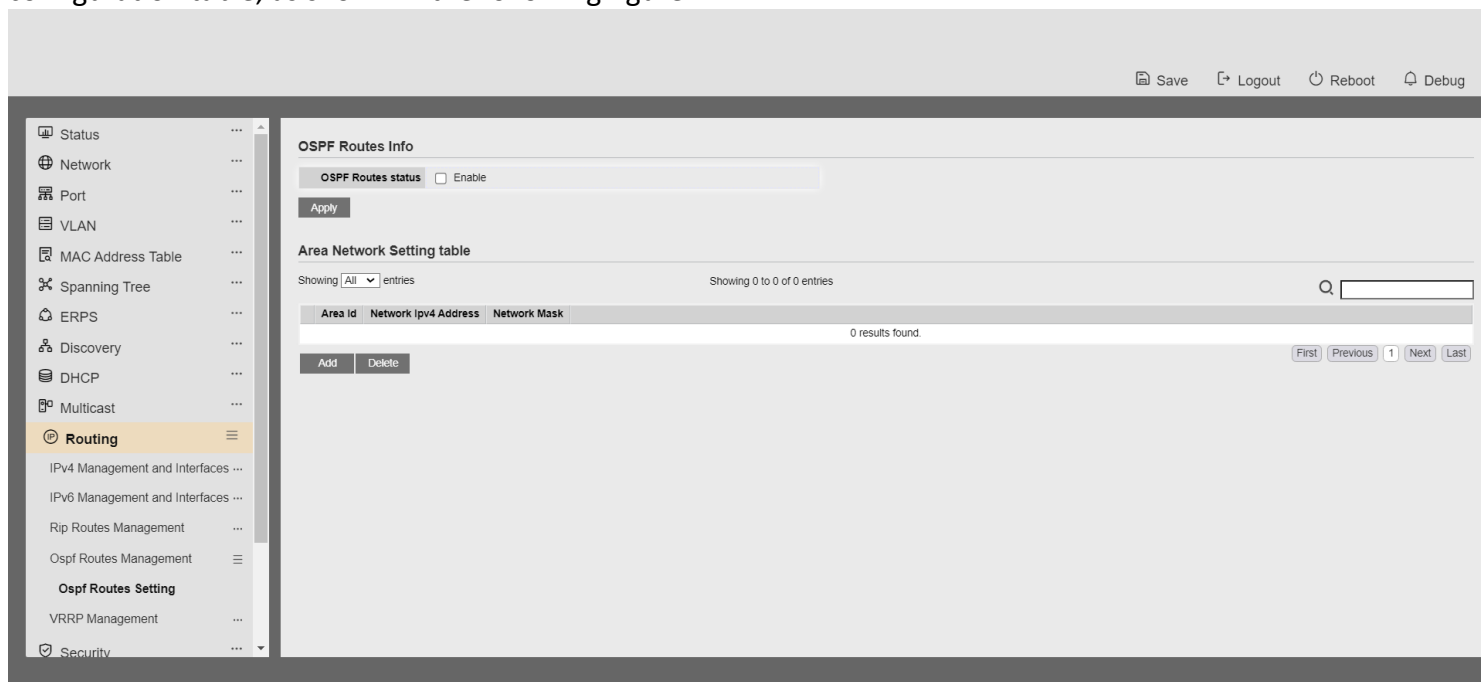 Save Logout Reboot Debug
Status
Network
Port
VLAN
MAC Address Table
Spanning Tree
ERPS
Discovery
DHCP
Multicast
Routing
IPv4 Management and Interfaces
IPv6 Management and Interfaces
Rip Routes Management
Ospf Routes Management
Ospf Routes Setting
VRRP Management
Security
OSPF Routes Info
OSPF Routes status Enable
Apply
Area Network Setting table
Showing All entries Showing 0 to 0 of 0 entries
Area Id Network Ipv4 Address Network Mask
0 results found.
Add Delete First Previous 1 Next Last